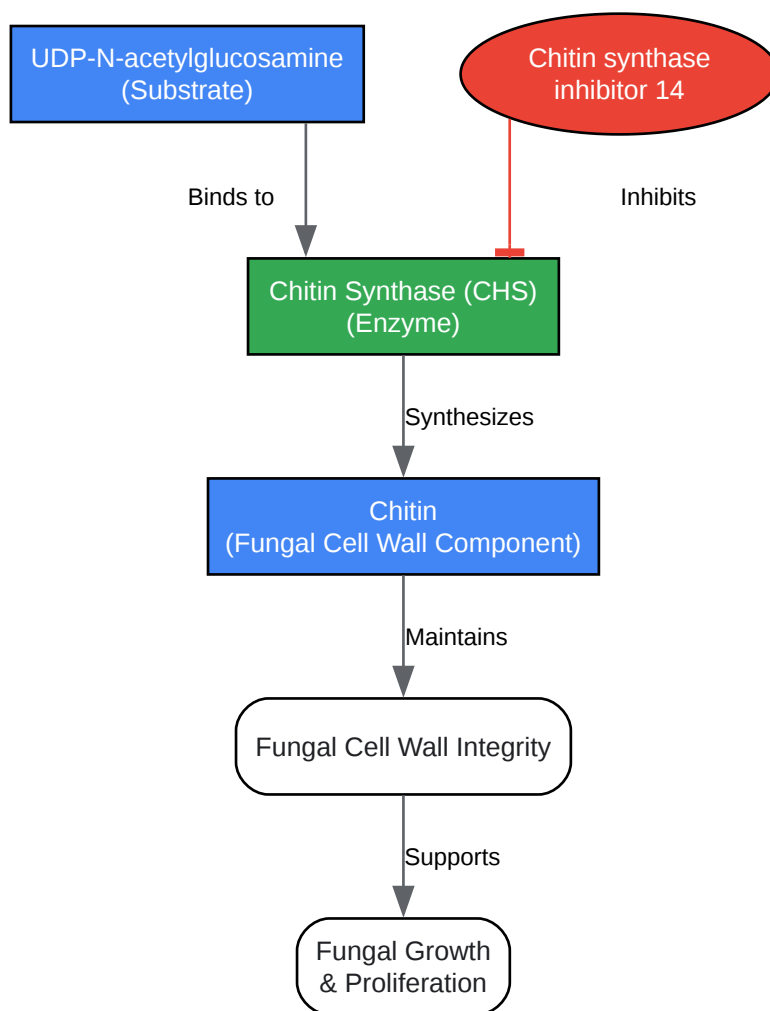 UDP-N-acetylglucosamine
(Substrate)
Chitin synthase
inhibitor 14
Binds to
Inhibits
Chitin Synthase (CHS)
(Enzyme)
Synthesizes
Chitin
(Fungal Cell Wall Component)
Maintains
Fungal Cell Wall Integrity
Supports
Fungal Growth
& Proliferation